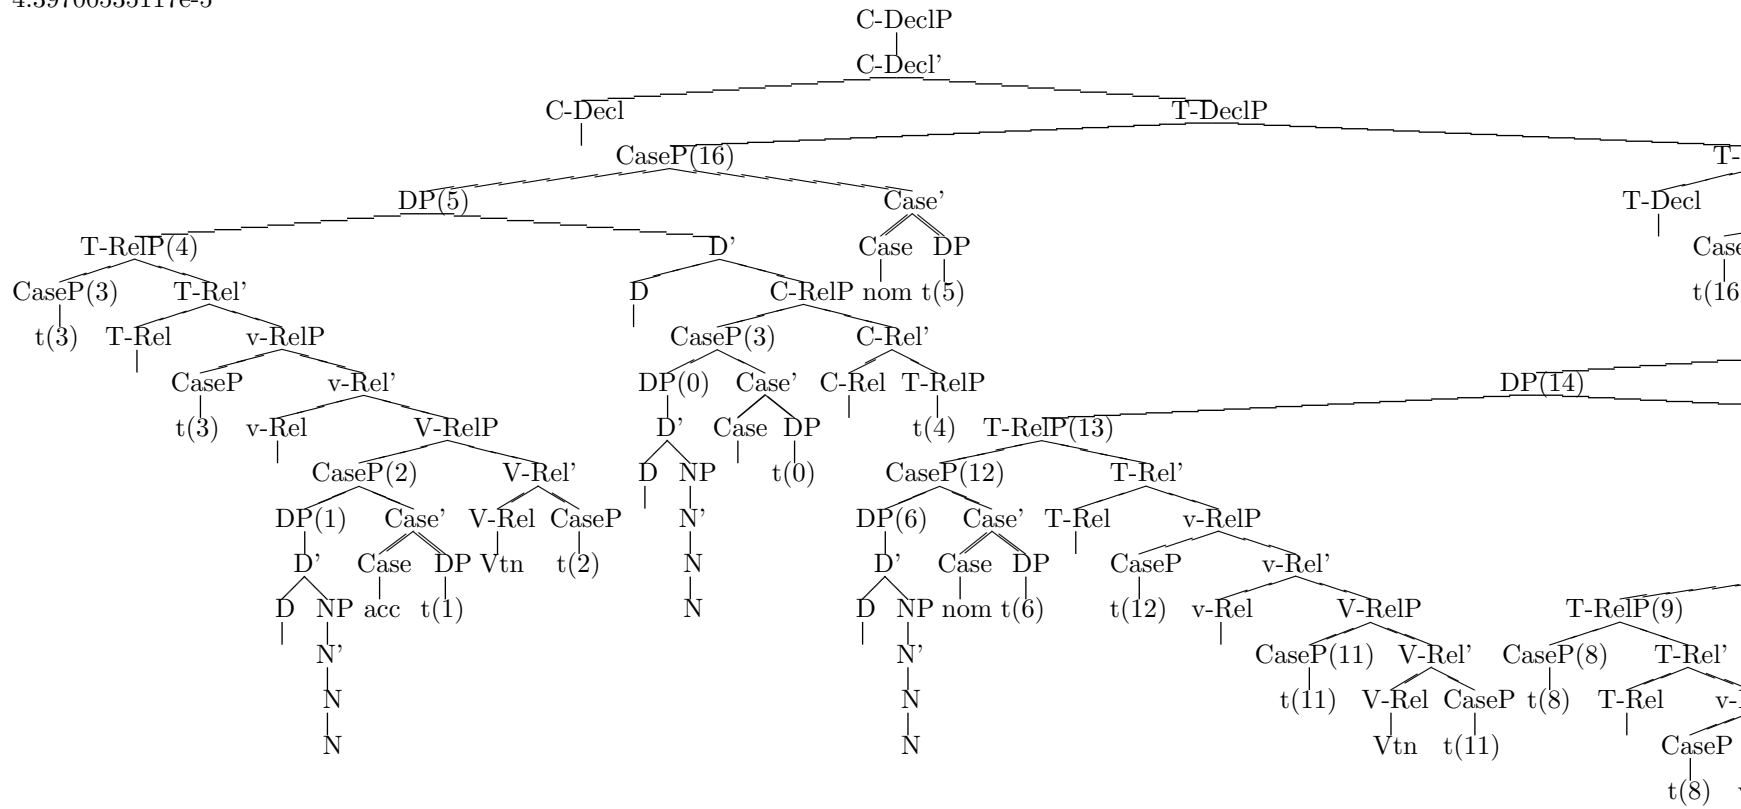 C-DeclP
C-Decl'
C-Decl T-DeclP
CaseP(16)
DP(5) Case' T-Decl
T-RelP(4) D' Case DP
CaseP(3) T-Rel' D C-RelP nom t(5) t(16
t(3) T-Rel v-RelP CaseP(3) C-Rel'
CaseP v-Rel' DP(0) Case' C-Rel T-RelP DP(14)
t(3) v-Rel V-RelP D' Case DP t(4) T-RelP(13)
CaseP(2) V-Rel' D NP t(0) CaseP(12) T-Rel'
DP(1) Case' V-Rel CaseP N' DP(6) Case' T-Rel v-RelP
D' Case DP Vtn t(2) N D' Case DP CaseP v-Rel'
D NP acc t(1) N D NP nom t(6) t(12) v-Rel V-RelP T-RelP(9)
N' N' CaseP(11) V-Rel' CaseP(8) T-Rel'
N N t(11) V-Rel CaseP t(8) T-Rel
N N Vtn t(11) CaseP
t(8)